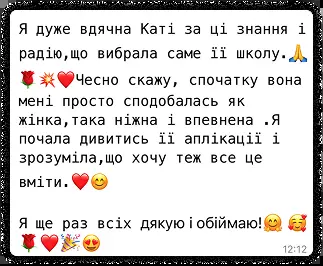 Я дуже вдячна Каті за ці знання і
радію,що вибрала саме її школу.🙏
🌹💥❤️Чесно скажу, спочатку вона
мені просто сподобалась як
жінка,така ніжна і впевнена .Я
почала дивитись її аплікації і
зрозуміла,що хочу теж все це
вміти.❤️😊
Я ще раз всіх дякую і обіймаю!🤗 🥰
🌹❤️🎉😍
12:12